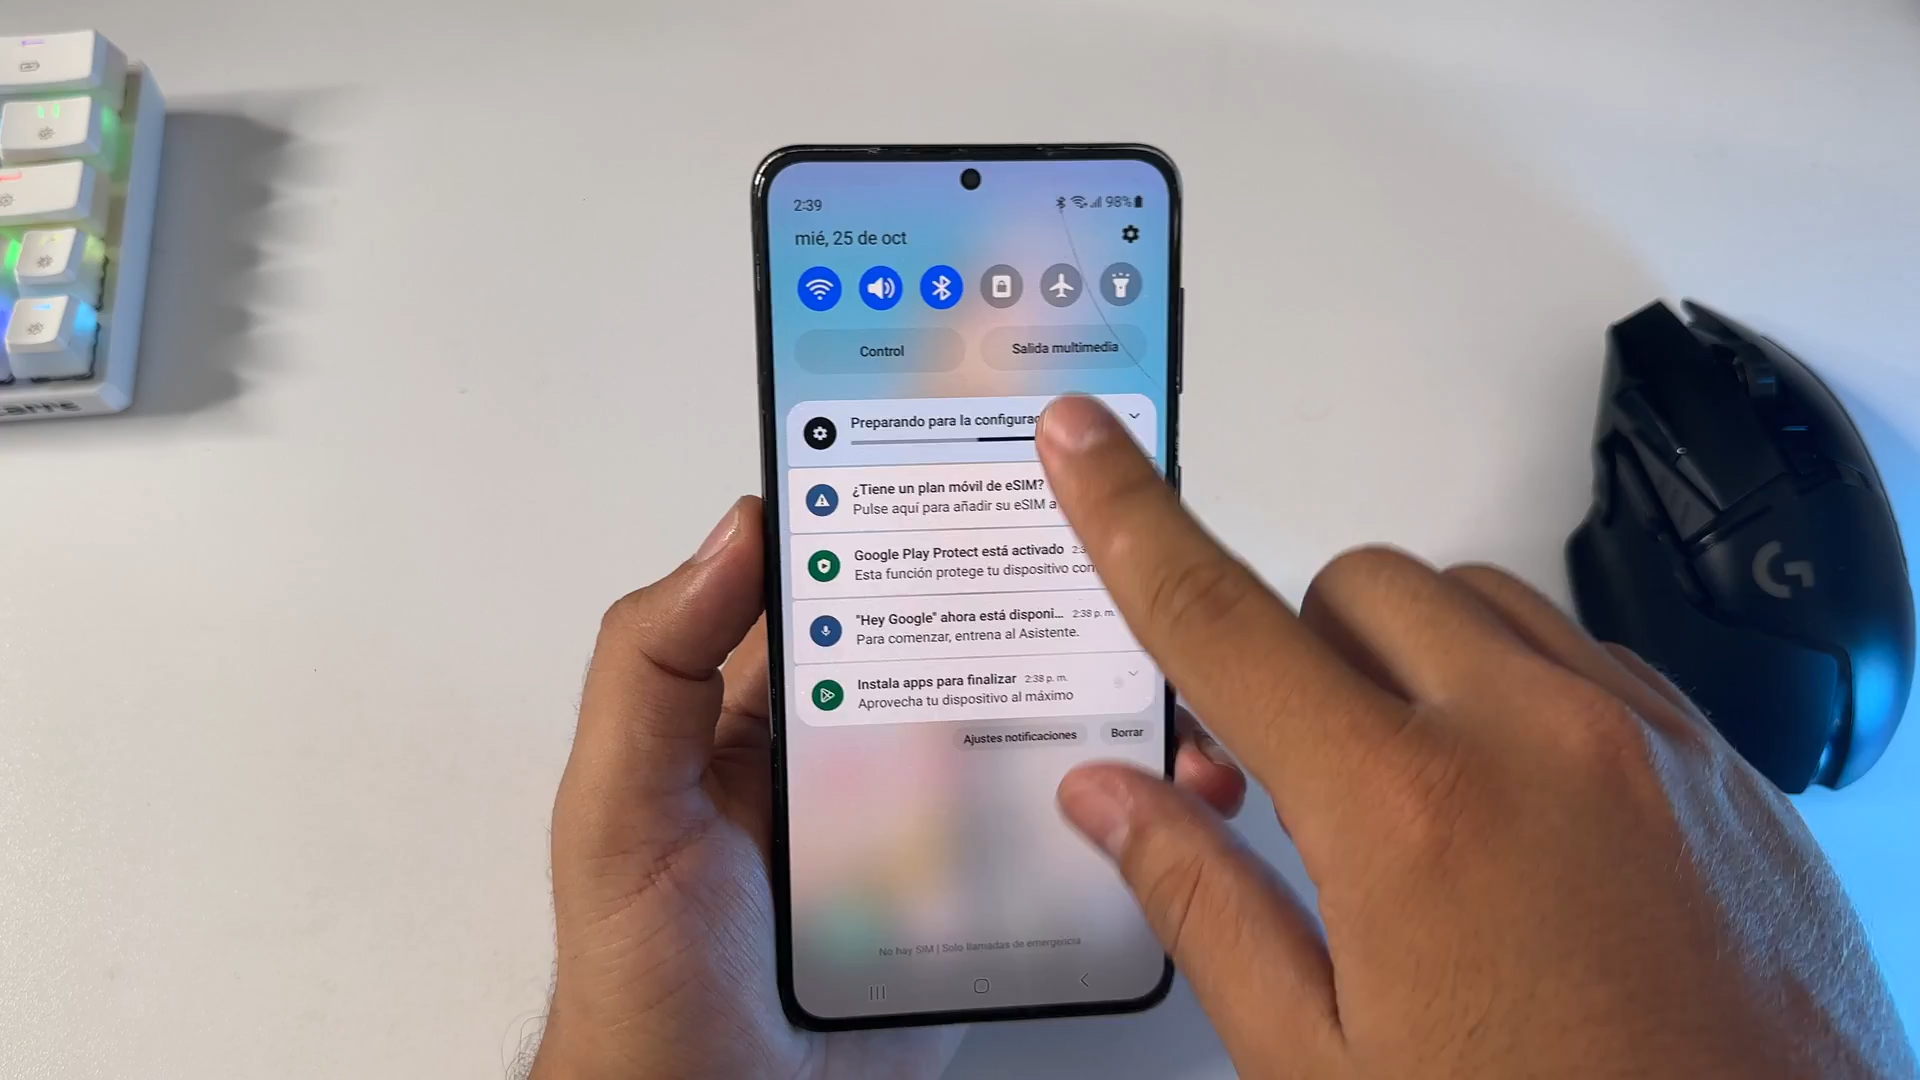 2:39
98%
mié, 25 de oct
Control
Salida multimedia
Preparando para la
¿Tiene un plan móvil de eSIM?
Pulse aquí para añadir su eSIM a
Google Play Protect está activado
Esta función protege tu dispositivo con
"Hey Google" ahora está disponi... 2:38 p. m.
Para comenzar, entrena al Asistente.
Instala apps para finalizar 2:38 p. m.
Aprovecha tu dispositivo al máximo
Ajustes notificaciones
Borrar
No hay SIM | Solo llamadas de emergencia
G